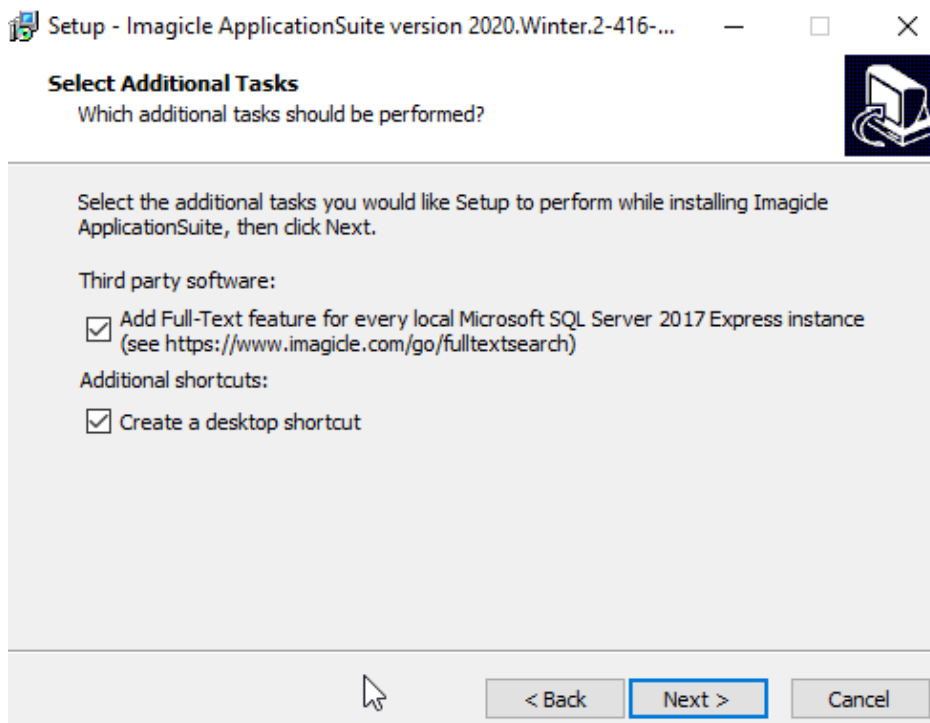 Setup - Imagicle ApplicationSuite version 2020.Winter.2-416-...
Select Additional Tasks
Which additional tasks should be performed?
Select the additional tasks you would like Setup to perform while installing Imagicle
ApplicationSuite, then click Next.
Third party software:
Add Full-Text feature for every local Microsoft SQL Server 2017 Express instance
(see https://www.imagicle.com/go/fulltextsearch)
Additional shortcuts:
Create a desktop shortcut
< Back Next > Cancel